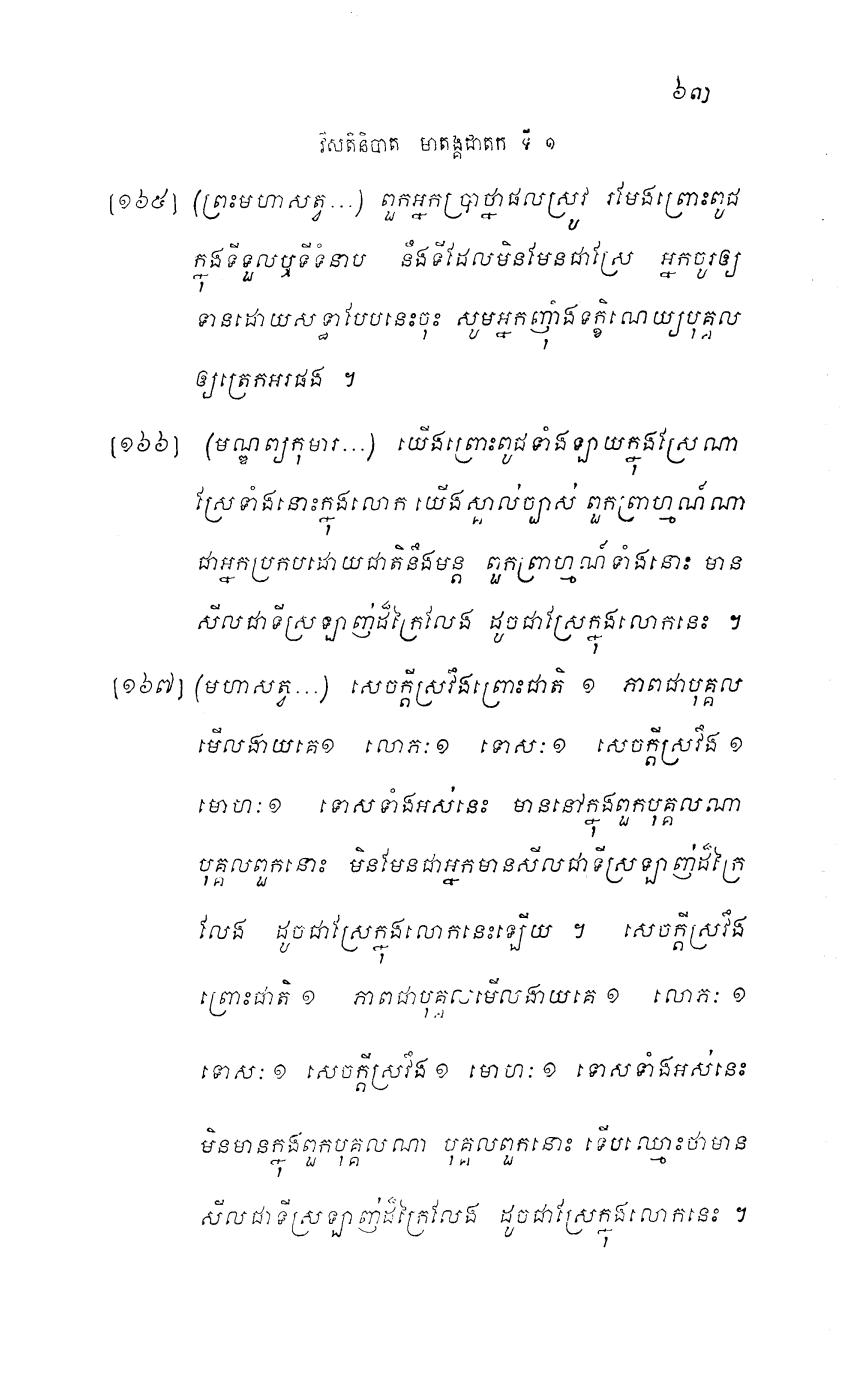 ៦៣
វីសតិនិបាត មាតង្គជាតក ទី ១
[១៦៥] (ព្រះមហាសត្វ...) ពួកអ្នកប្រាថ្នាផលស្រូវ រមែងព្រោះពូជ
ក្នុងទីទួលឬទីទំនាប នឹងទីដែលមិនមែនជាស្រែ អ្នកចូរឲ្យ
ទានដោយសទ្ធាបែបនេះចុះ សូមអ្នកញ៉ាំងទក្ខិណេយ្យបុគ្គល
ឲ្យត្រេកអរផង ។
[១៦៦] (មណ្ឌព្យកុមារ...) យើងព្រោះពូជទាំងឡាយក្នុងស្រែណា
ស្រែទាំងនោះក្នុងលោក យើងស្គាល់ច្បាស់ ពួកព្រាហ្មណ៍ណា
ជាអ្នកប្រកបដោយជាតិនឹងមន្ត ពួកព្រាហ្មណ៍ទាំងនោះ មាន
សីលជាទីស្រឡាញ់ដ៏ក្រៃលែង ដូចជាស្រែក្នុងលោកនេះ ។
[១៦៧] (មហាសត្វ...) សេចក្តីស្រវឹងព្រោះជាតិ ១ ភាពជាបុគ្គល
មើលងាយគេ១ លោភៈ ១ ទោសៈ ១ សេចក្តីស្រវឹង ១
មោហៈ ១ ទោសទាំងអស់នេះ មាននៅក្នុងពួកបុគ្គលណា
បុគ្គលពួកនោះ មិនមែនជាអ្នកមានសីលជាទីស្រឡាញ់ដ៏ក្រៃ
លែង ដូចជាស្រែក្នុងលោកនេះឡើយ ។ សេចក្តីស្រវឹង
ព្រោះជាតិ ១ ភាពជាបុគ្គលមើលងាយគេ ១ លោភៈ ១
ទោសៈ ១ សេចក្តីស្រវឹង ១ មោហៈ ១ ទោសទាំងអស់នេះ
មិនមានក្នុងពួកបុគ្គលណា បុគ្គលពួកនោះ ទើបឈ្មោះថាមាន
សីលជាទីស្រឡាញ់ដ៏ក្រៃលែង ដូចជាស្រែក្នុងលោកនេះ ។